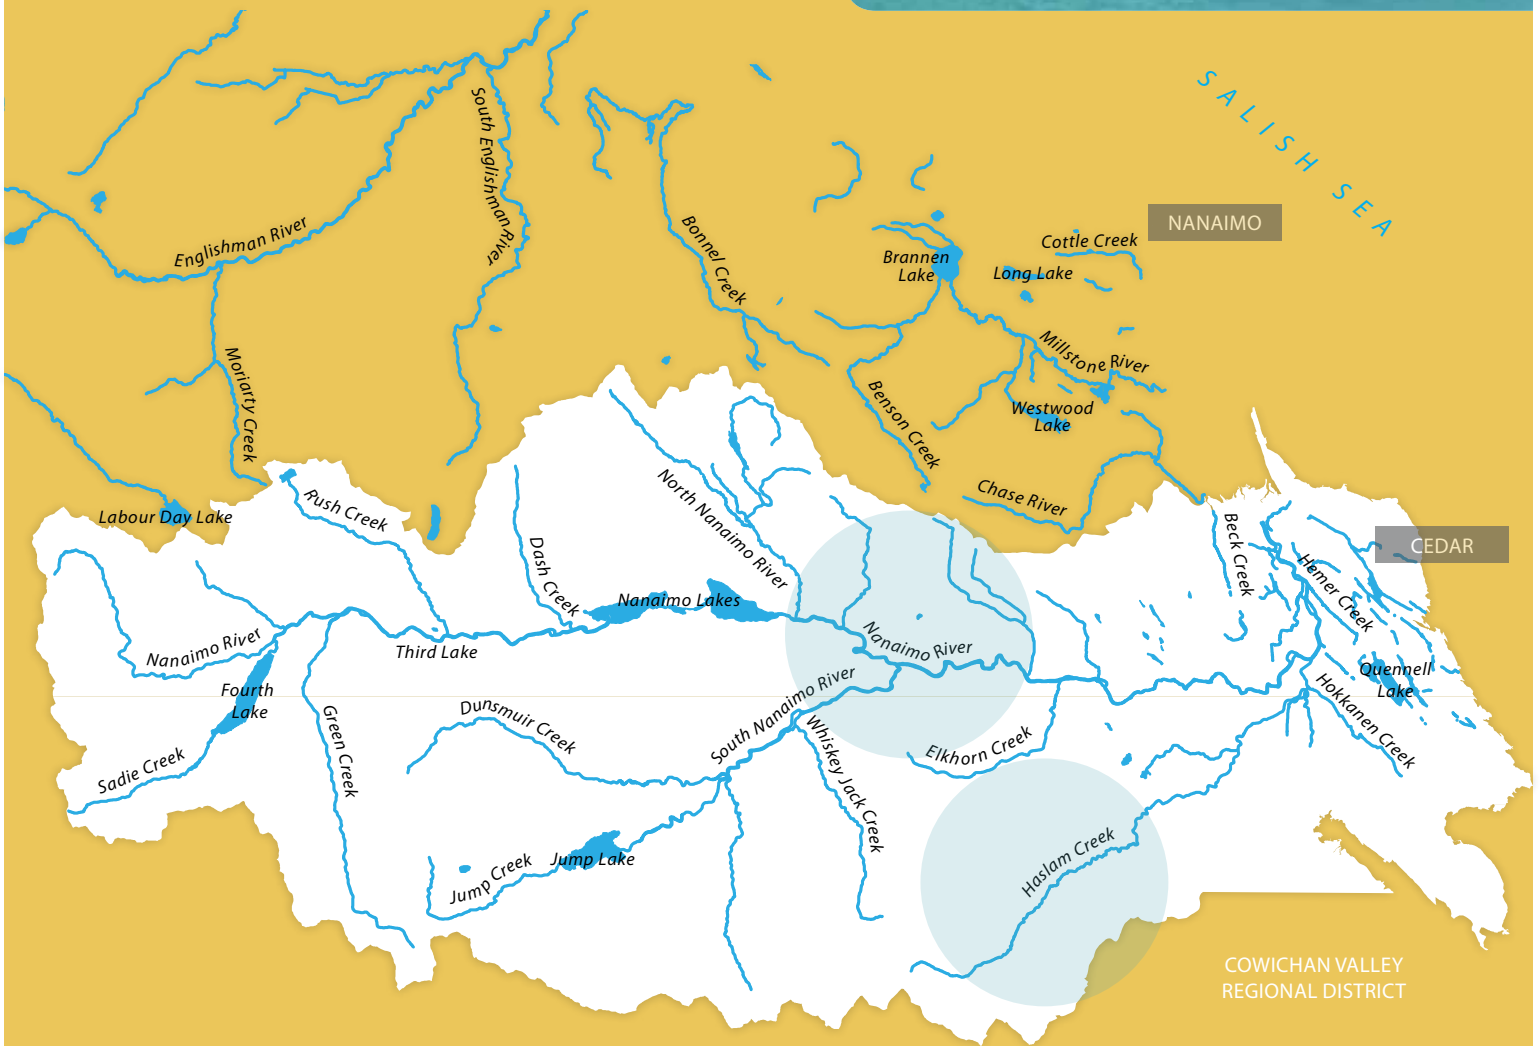 SALISH SEA
South Englishman River
NANAIMO
Englishman River
Bonnel Creek
Cottle Creek
Brannen
Lake
Long Lake
Moriarty Creek
Millstone River
Benson Creek
Westwood
Lake
North Nanaimo River
Chase River
Rush Creek
Labour Day Lake
Beck Creek
CEDAR
Dash Creek
Hemer Creek
Nanaimo Lakes
Nanaimo River
Third Lake
Nanaimo River
Fourth
Lake
South Nanaimo River
Quennell
Lake
Hokkanen Creek
Dunsmuir Creek
Green Creek
Whiskey Jack Creek
Elkhorn Creek
Sadie Creek
Jump Creek
Jump Lake
Haslam Creek
COWICHAN VALLEY
REGIONAL DISTRICT